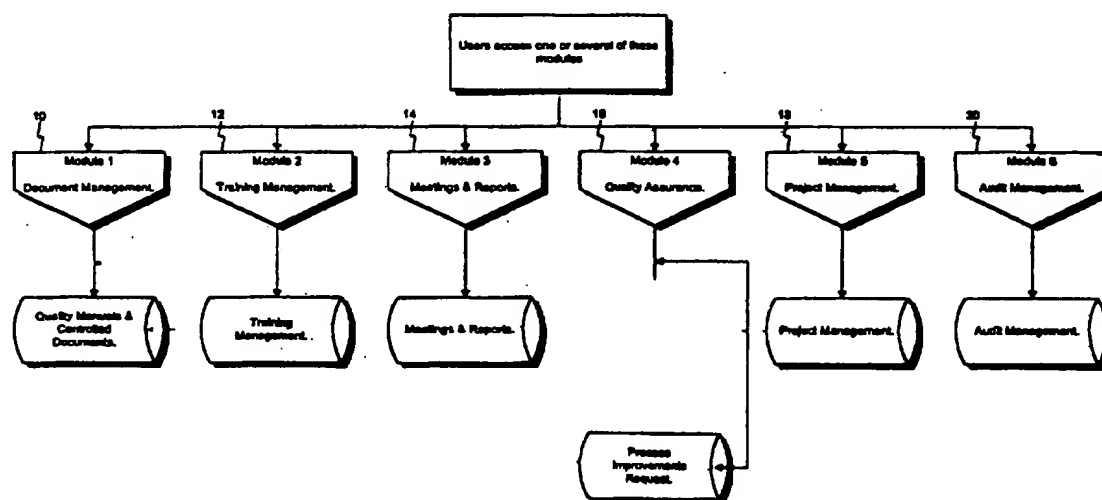 Users access one or several of these
modules
10
12
14
16
18
20
Module 1
Document Management.
Module 2
Training Management.
Module 3
Meetings & Reports.
Module 4
Quality Assurance.
Module 5
Project Management.
Module 6
Audit Management.
Quality Manuals &
Controlled
Documents.
Training
Management.
Meetings & Reports.
Project Management.
Audit Management.
Process
Improvements
Request.